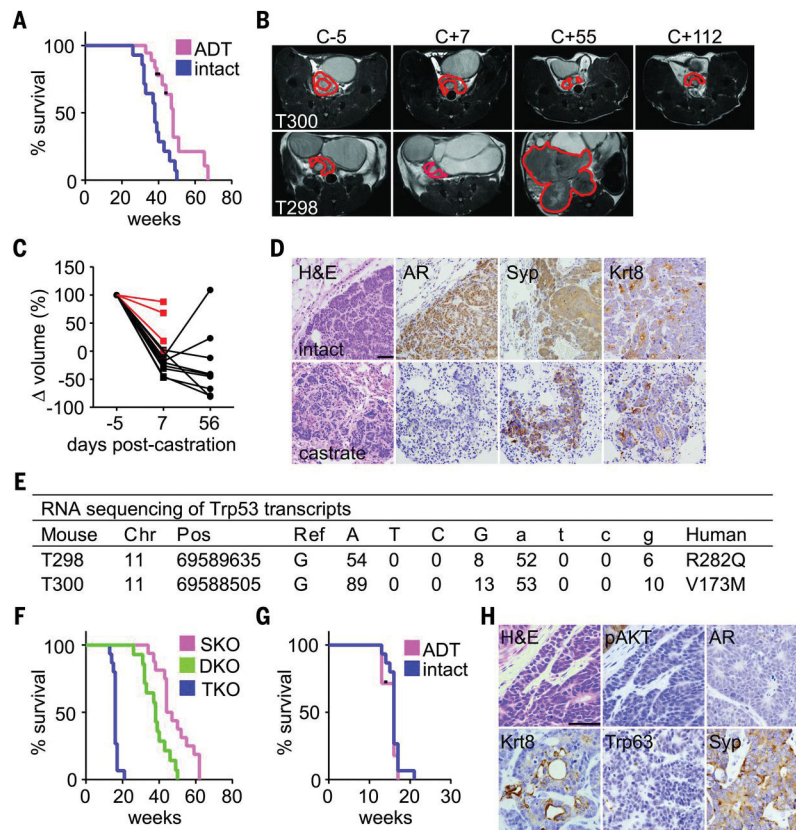 A
% survival
100
50
0
0 20 40 60 80
weeks
ADT
intact
B
C-5 C+7 C+55 C+112
T300
T298
C
Δ volume (%)
150
100
50
0
-50
-100
-5 7 56
days post-castration
D
H&E AR Syp Krt8
intact
castrate
E
RNA sequencing of Trp53 transcripts
Mouse Chr Pos Ref A T C G a t c g Human
T298 11 69589635 G 54 0 0 8 52 0 0 6 R282Q
T300 11 69588505 G 89 0 0 13 53 0 0 10 V173M
F
% survival
100
50
0
0 20 40 60 80
weeks
SKO
DKO
TKO
G
% survival
100
50
0
0 10 20 30
weeks
ADT
intact
H
H&E pAKT AR
Krt8 Trp63 Syp